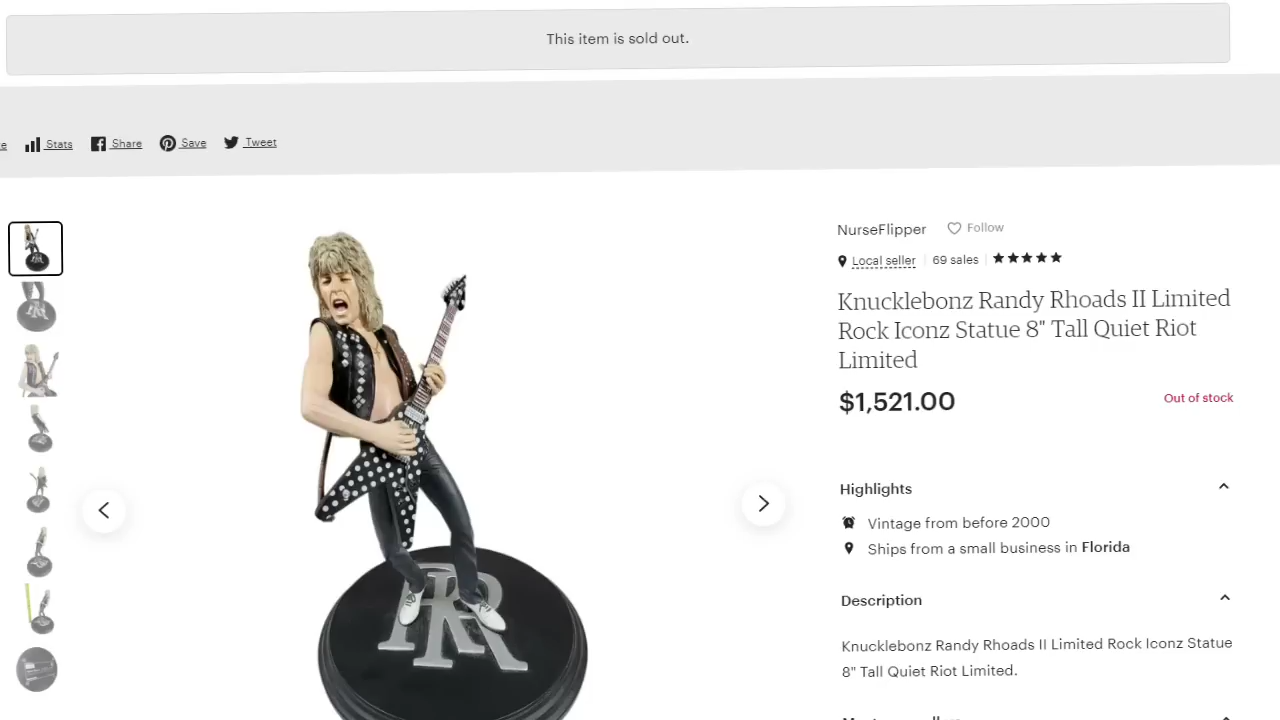 This item is sold out.
e Stats Share Save Tweet
NurseFlipper Follow
Local seller 69 sales
Knucklebonz Randy Rhoads II Limited
Rock Iconz Statue 8" Tall Quiet Riot
Limited
$1,521.00 Out of stock
Highlights
Vintage from before 2000
Ships from a small business in Florida
Description
Knucklebonz Randy Rhoads II Limited Rock Iconz Statue
8" Tall Quiet Riot Limited.
RR